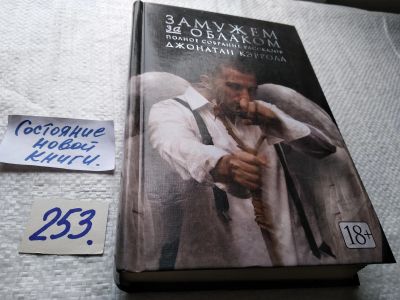 ЗАМУЖЕМ
за ОБЛАКОМ
ПОЛНОЕ СОБРАНИЕ РАССКАЗОВ
ДЖОНАТАН КЭРРОЛЛ
18+
Состояние
новой
книги.
253.